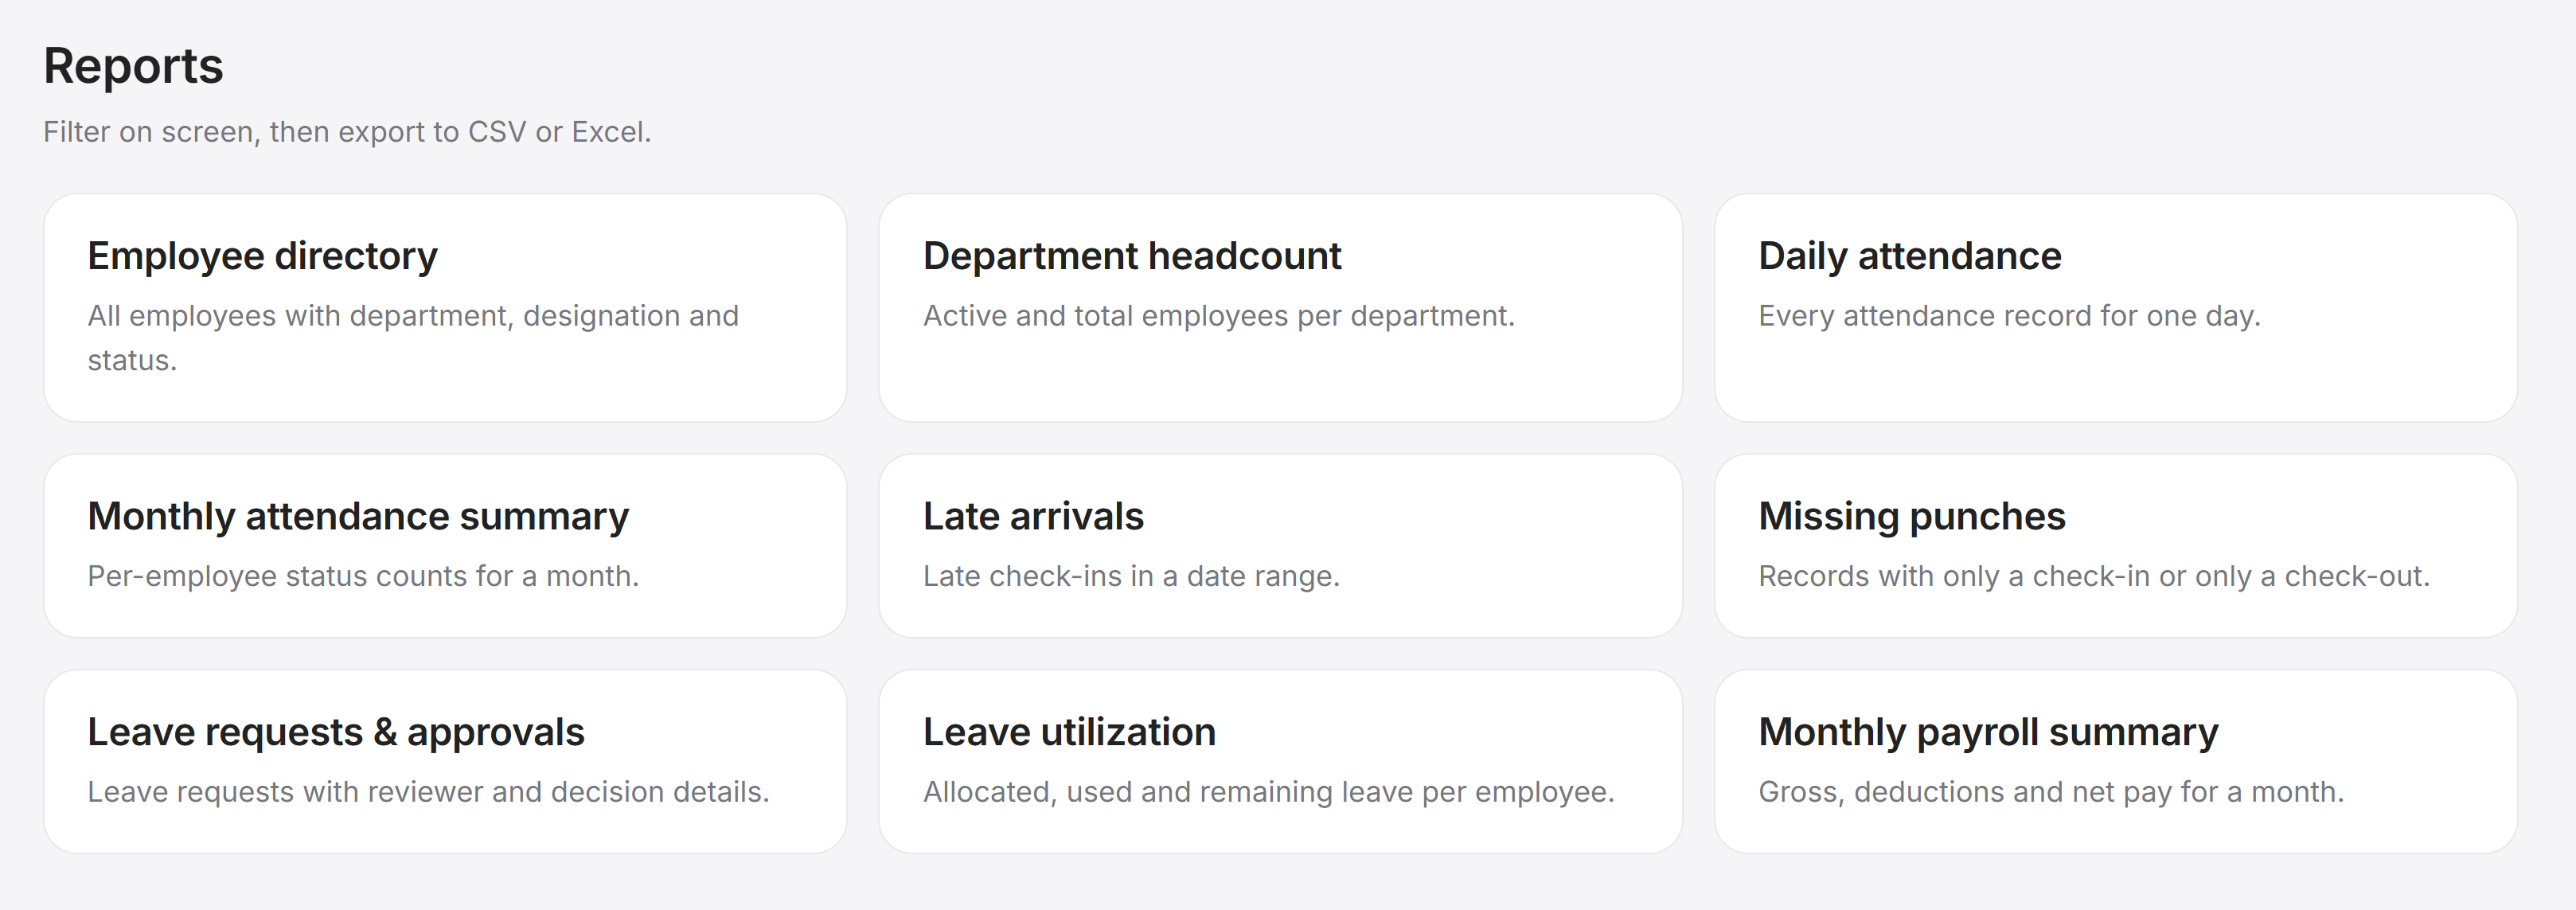 Reports
Filter on screen, then export to CSV or Excel.
Employee directory
All employees with department, designation and
status.
Department headcount
Active and total employees per department.
Daily attendance
Every attendance record for one day.
Monthly attendance summary
Per-employee status counts for a month.
Late arrivals
Late check-ins in a date range.
Missing punches
Records with only a check-in or only a check-out.
Leave requests & approvals
Leave requests with reviewer and decision details.
Leave utilization
Allocated, used and remaining leave per employee.
Monthly payroll summary
Gross, deductions and net pay for a month.